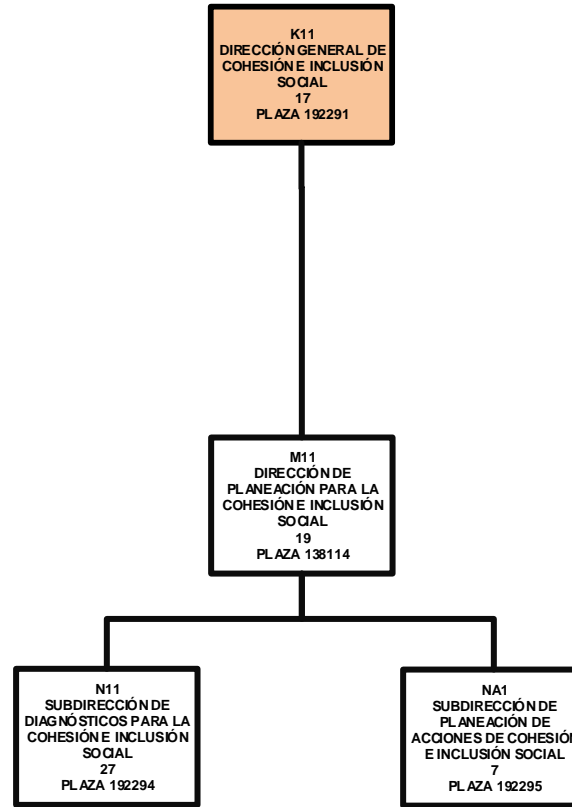 K11
DIRECCIÓN GENERAL DE
COHESIÓN E INCLUSIÓN
SOCIAL
17
PLAZA 192291
M11
DIRECCIÓN DE
PLANEACIÓN PARA LA
COHESIÓN E INCLUSIÓN
SOCIAL
19
PLAZA 138114
N11
SUBDIRECCIÓN DE
DIAGNÓSTICOS PARA LA
COHESIÓN E INCLUSIÓN
SOCIAL
27
PLAZA 192294
NA1
SUBDIRECCIÓN DE
PLANEACIÓN DE
ACCIONES DE COHESIÓN
E INCLUSIÓN SOCIAL
7
PLAZA 192295